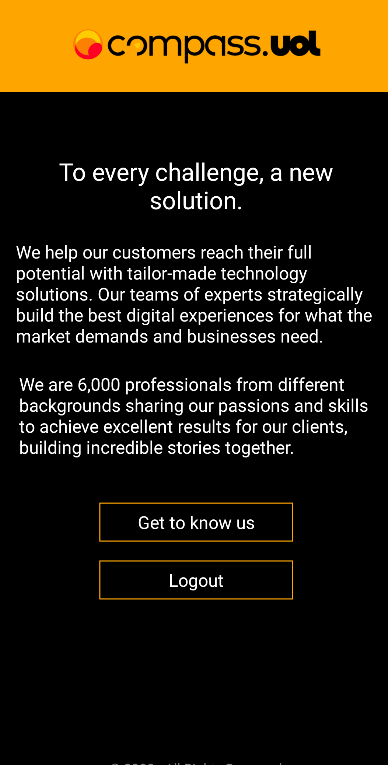 compass.uol
To every challenge, a new
solution.
We help our customers reach their full
potential with tailor-made technology
solutions. Our teams of experts strategically
build the best digital experiences for what the
market demands and businesses need.
We are 6,000 professionals from different
backgrounds sharing our passions and skills
to achieve excellent results for our clients,
building incredible stories together.
Get to know us
Logout